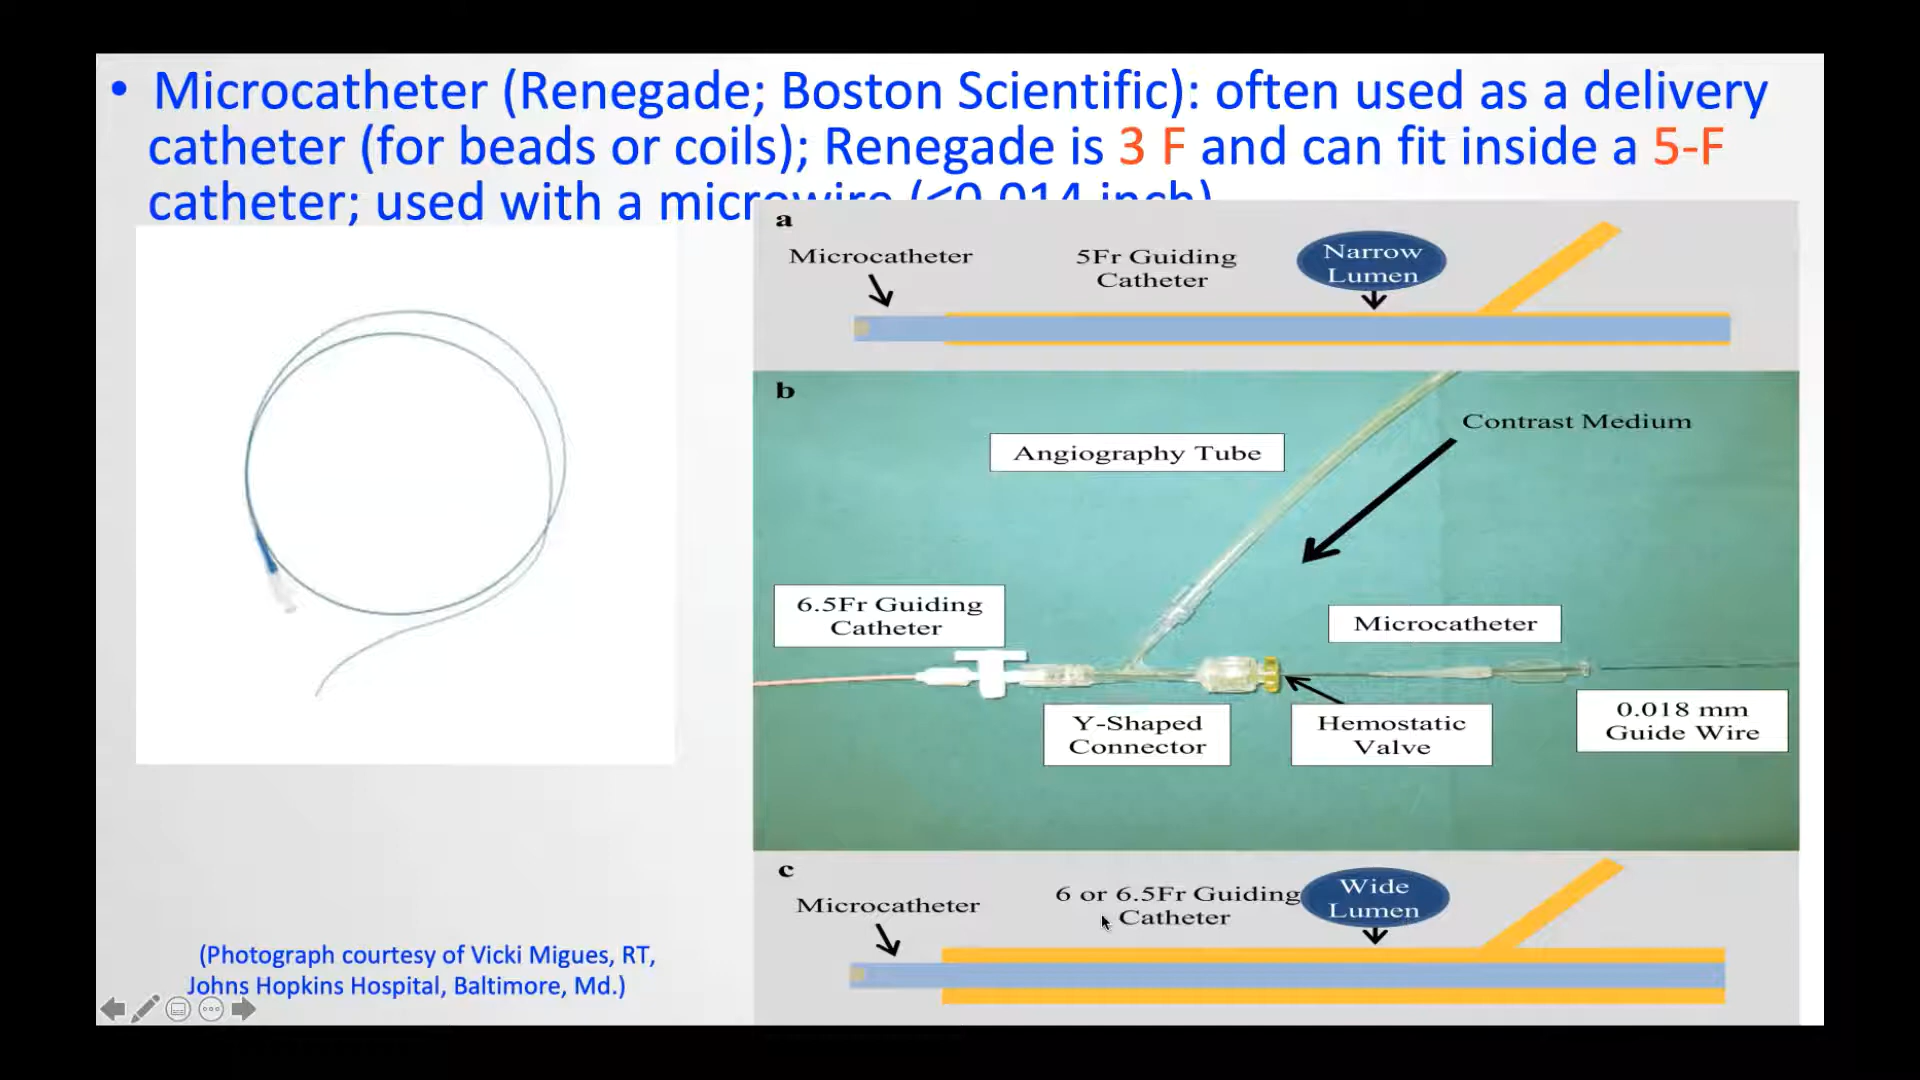 • Microcatheter (Renegade; Boston Scientific): often used as a delivery
catheter (for beads or coils); Renegade is 3 F and can fit inside a 5-F
catheter; used with a microwire (≤0.014 inch)
a
Microcatheter
5Fr Guiding
Catheter
Narrow
Lumen
b
Contrast Medium
Angiography Tube
6.5Fr Guiding
Catheter
Microcatheter
Y-Shaped
Connector
Hemostatic
Valve
0.018 mm
Guide Wire
c
Microcatheter
6 or 6.5Fr Guiding
Catheter
Wide
Lumen
(Photograph courtesy of Vicki Migues, RT,
Johns Hopkins Hospital, Baltimore, Md.)